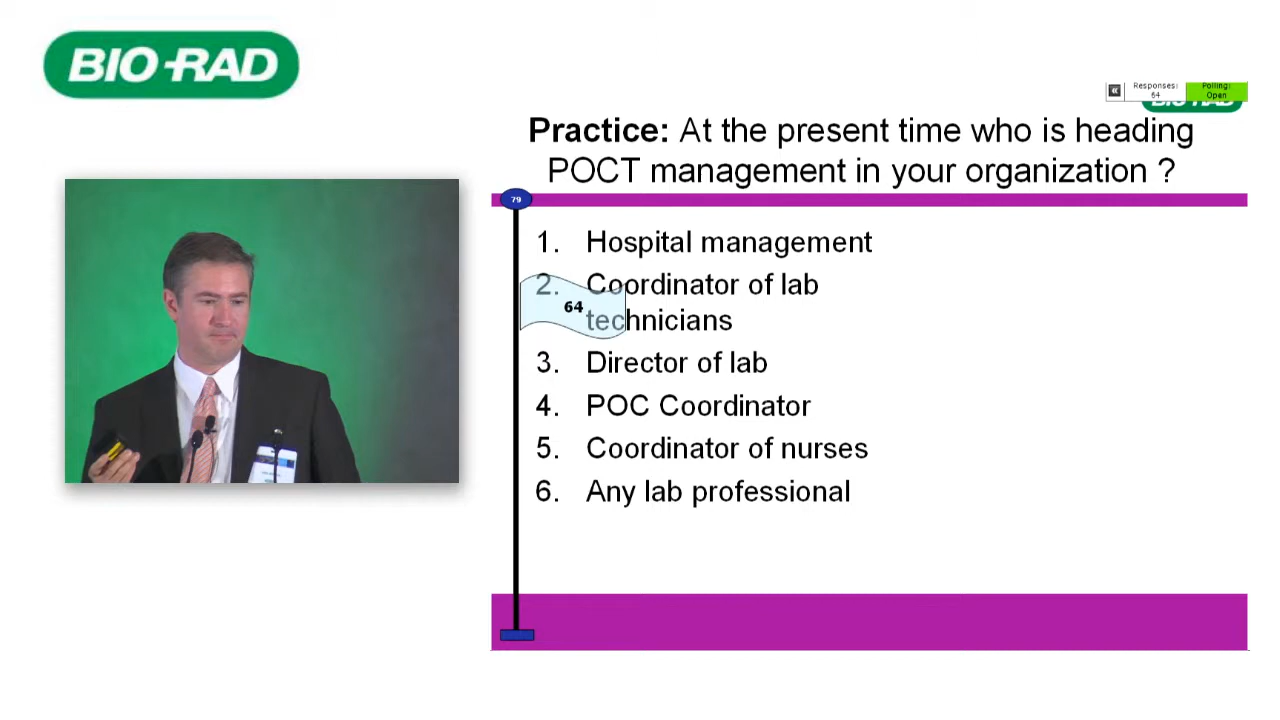 BIO-RAD
Responses:
64
Polling:
Open
BIO-RAD
Practice: At the present time who is heading
POCT management in your organization ?
79
1. Hospital management
2. Coordinator of lab
technicians
64
3. Director of lab
4. POC Coordinator
5. Coordinator of nurses
6. Any lab professional